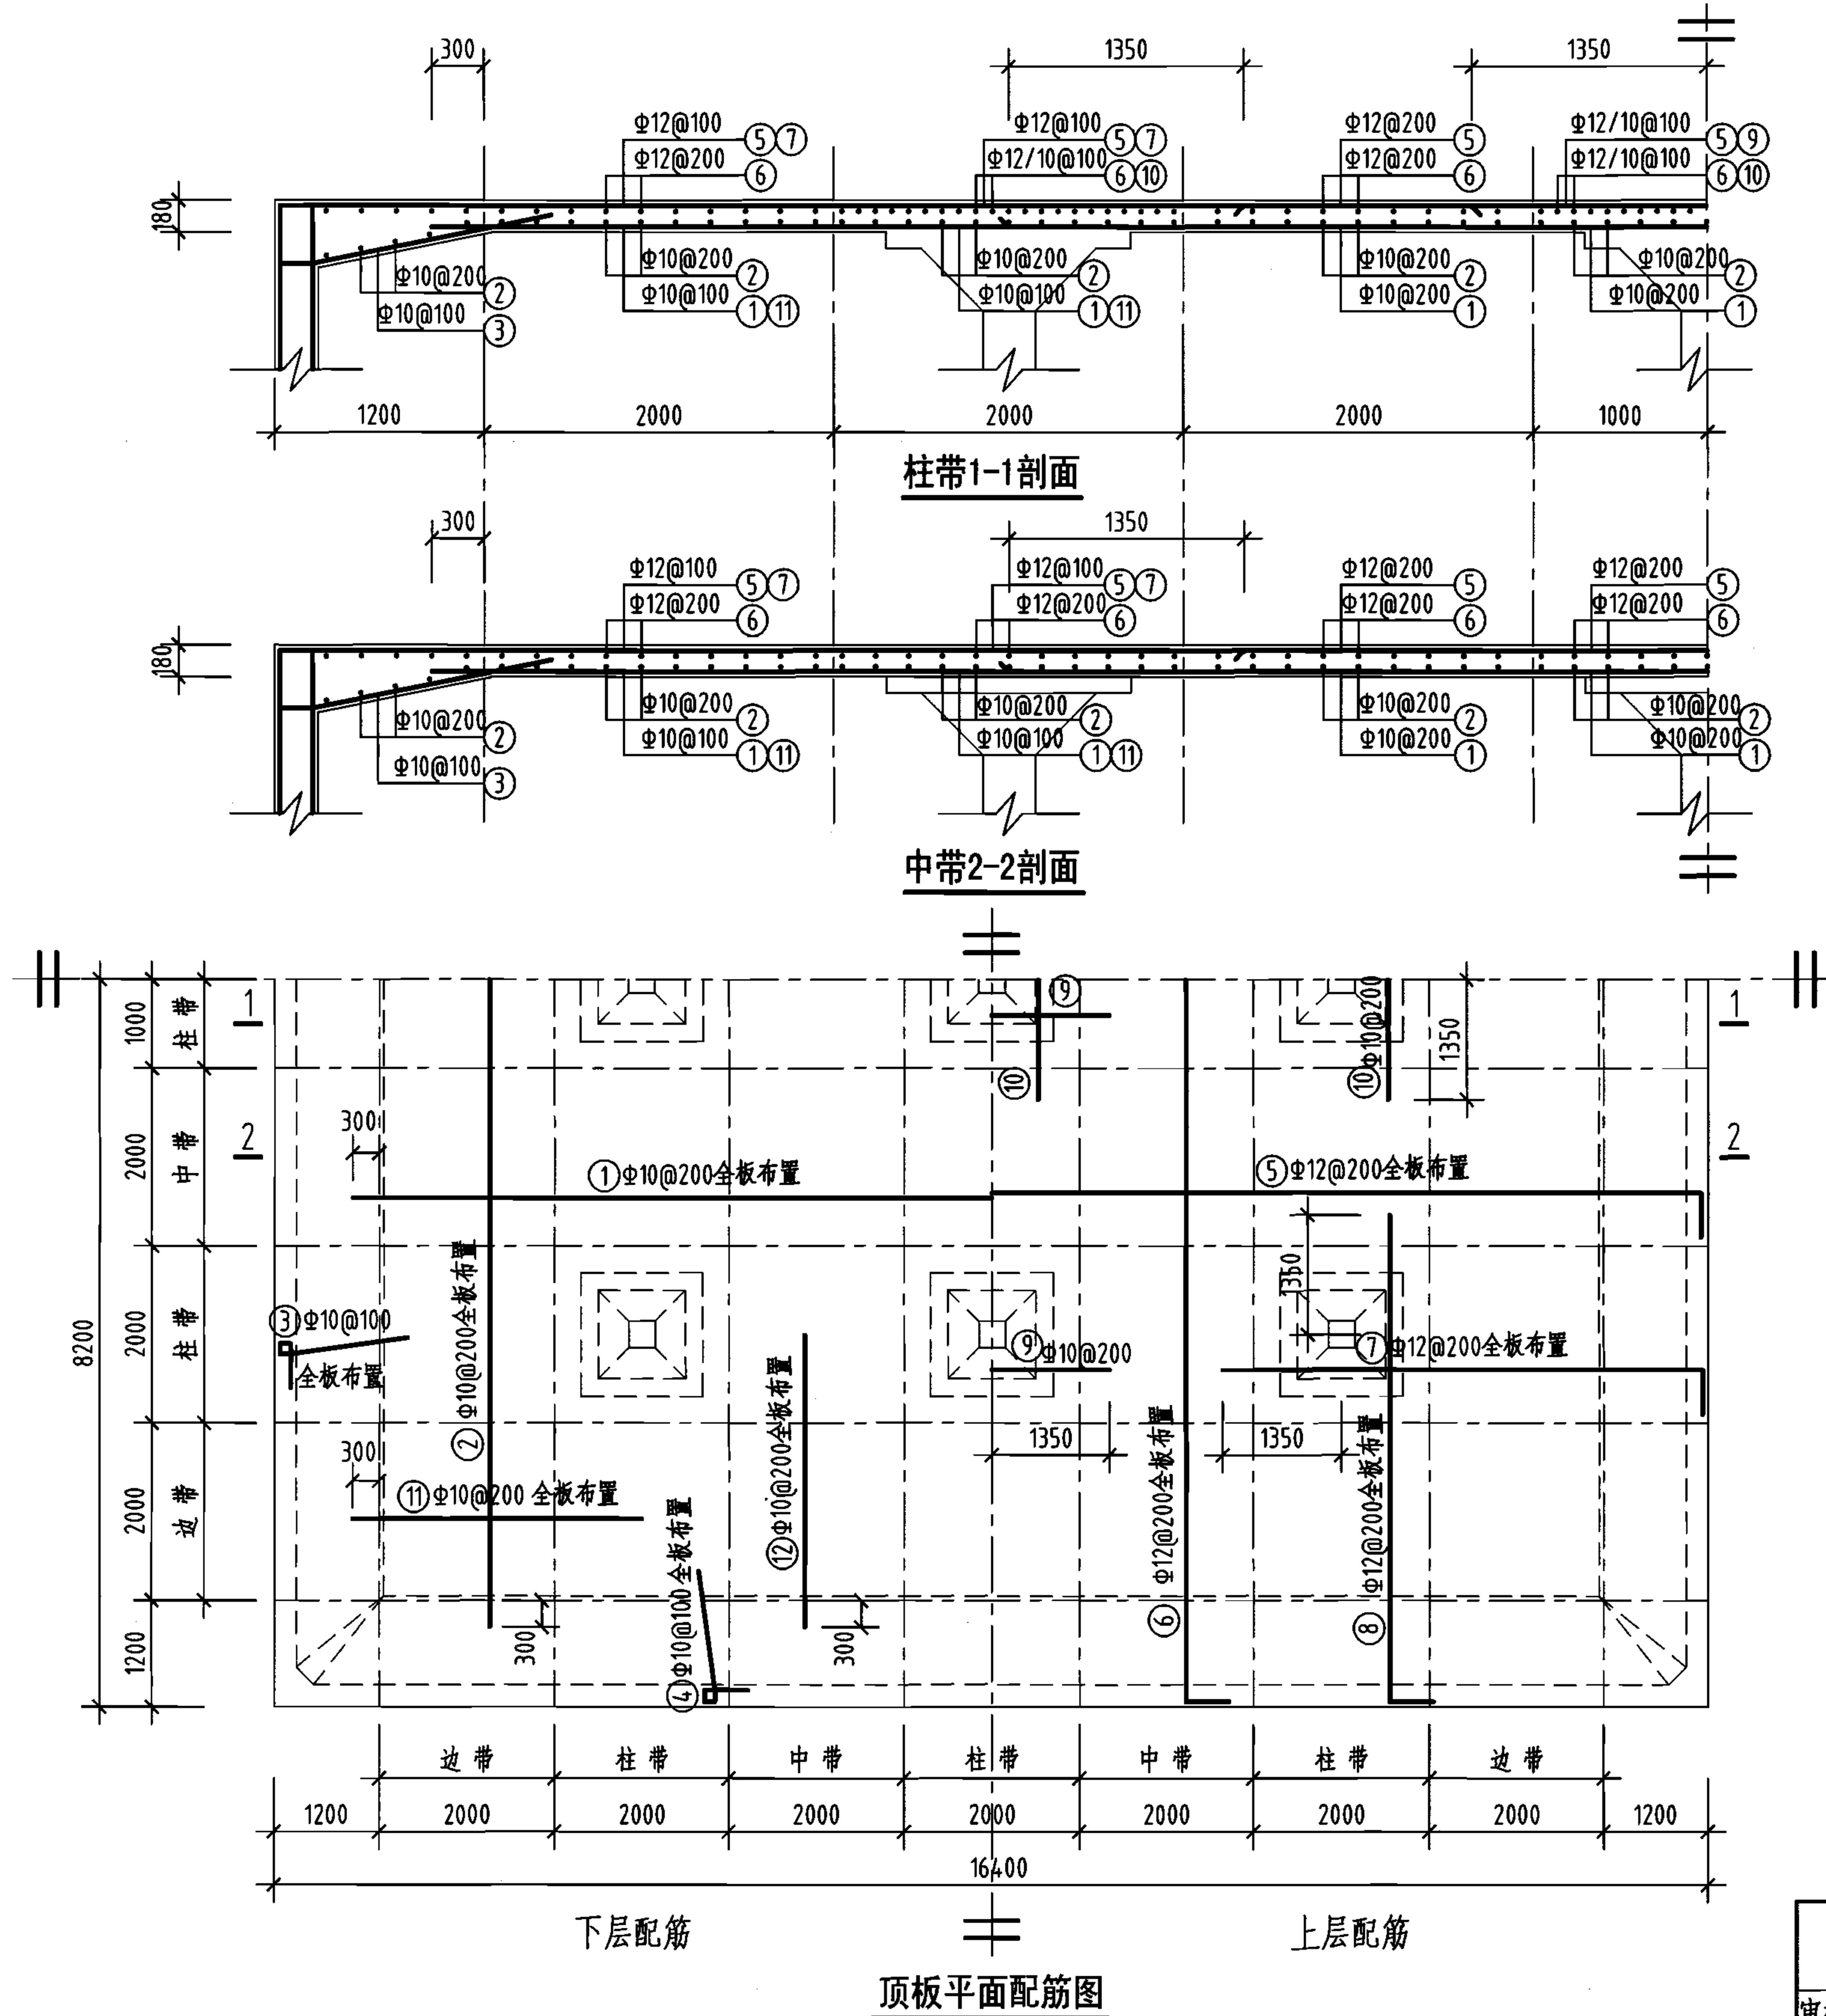 300 1350 1350
Φ12@100 ⑤⑦ Φ12@100 ⑤⑦ Φ12@200 ⑤ Φ12/10@100 ⑤⑨
Φ12@200 ⑥ Φ12/10@100 ⑥⑩ Φ12@200 ⑥ Φ12/10@100 ⑥⑩
180
Φ10@200 ② Φ10@200 ② Φ10@200 ② Φ10@200 ②
Φ10@200 ②
Φ10@100 ①⑪ Φ10@100 ①⑪ Φ10@200 ① Φ10@200 ①
Φ10@100 ③
1200 2000 2000 2000 1000
柱带1-1剖面
300 1350
Φ12@100 ⑤⑦ Φ12@100 ⑤⑦ Φ12@200 ⑤ Φ12@200 ⑤
Φ12@200 ⑥ Φ12@200 ⑥ Φ12@200 ⑥ Φ12@200 ⑥
180
Φ10@200 ② Φ10@200 ② Φ10@200 ② Φ10@200 ②
Φ10@200 ②
Φ10@100 ①⑪ Φ10@100 ①⑪ Φ10@200 ① Φ10@200 ①
Φ10@100 ③
中带2-2剖面
8200
1000 柱带
2000 中带
2000 柱带
2000 边带
1200
1 1
2 2
⑨
⑩
⑩Φ10@200
1350
300
①Φ10@200全板布置
⑤Φ12@200全板布置
②Φ10@200全板布置
1350
③Φ10@100
全板布置
⑨Φ10@200
⑦Φ12@200全板布置
1350 1350
300
⑪Φ10@200 全板布置
④Φ10@100全板布置
⑫Φ10@200全板布置
⑥Φ12@200全板布置
⑧Φ12@200全板布置
300 300
边带 柱带 中带 柱带 中带 柱带 边带
1200 2000 2000 2000 2000 2000 2000 2000 1200
16400
下层配筋 上层配筋
顶板平面配筋图